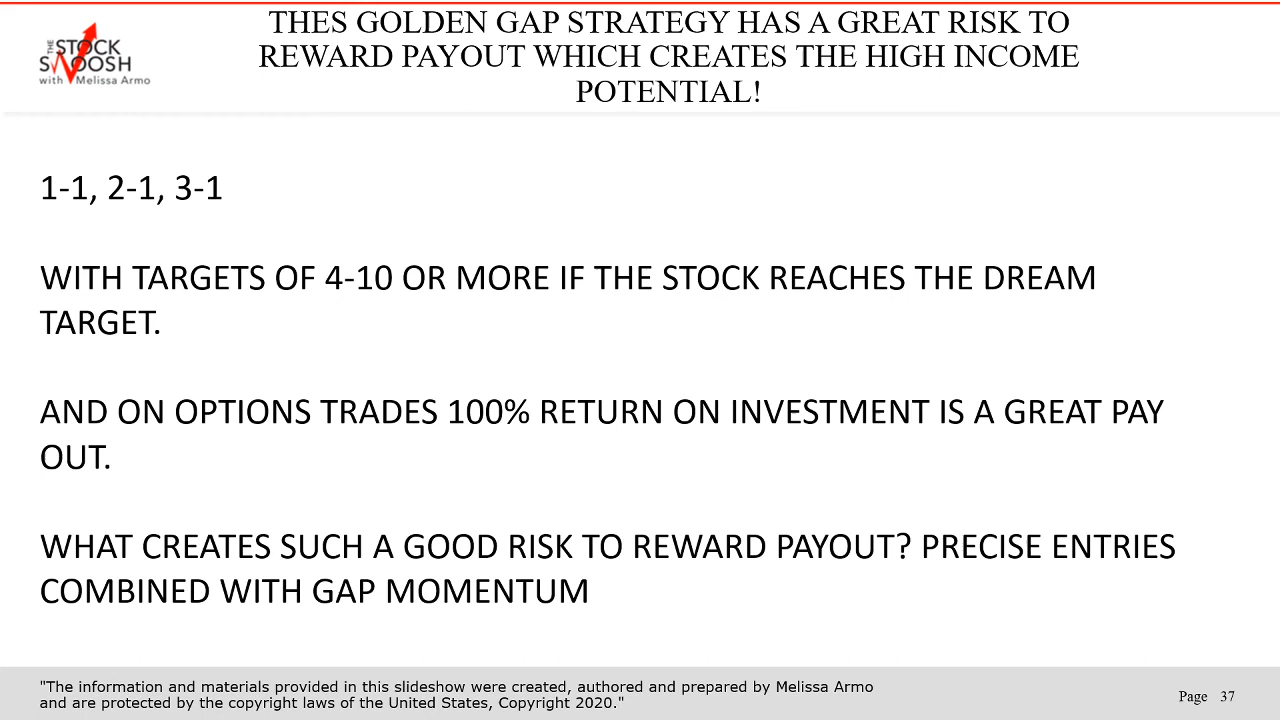 THES GOLDEN GAP STRATEGY HAS A GREAT RISK TO
REWARD PAYOUT WHICH CREATES THE HIGH INCOME
POTENTIAL!
THE
STOCK
SWOOSH
with Melissa Armo
1-1, 2-1, 3-1
WITH TARGETS OF 4-10 OR MORE IF THE STOCK REACHES THE DREAM
TARGET.
AND ON OPTIONS TRADES 100% RETURN ON INVESTMENT IS A GREAT PAY
OUT.
WHAT CREATES SUCH A GOOD RISK TO REWARD PAYOUT? PRECISE ENTRIES
COMBINED WITH GAP MOMENTUM
"The information and materials provided in this slideshow were created, authored and prepared by Melissa Armo
and are protected by the copyright laws of the United States, Copyright 2020."
Page 37